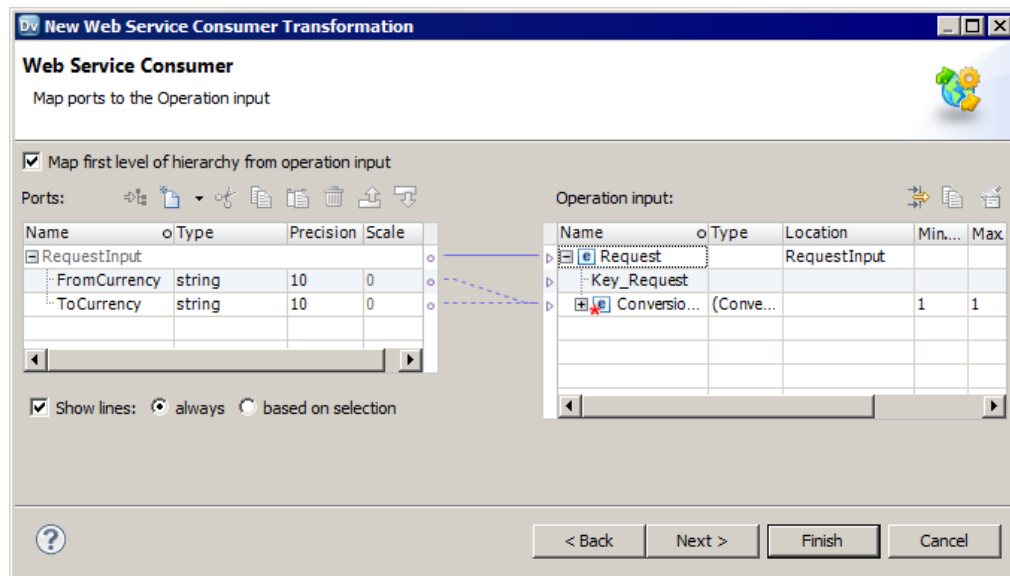 Dv New Web Service Consumer Transformation
Web Service Consumer
Map ports to the Operation input
Map first level of hierarchy from operation input
Ports:
Operation input:
Name Type Precision Scale
Name Type Location Min.... Max
RequestInput
Request RequestInput
FromCurrency string 10 0
Key_Request
ToCurrency string 10 0
Conversio... (Conve... 1 1
Show lines: always based on selection
?
< Back Next > Finish Cancel